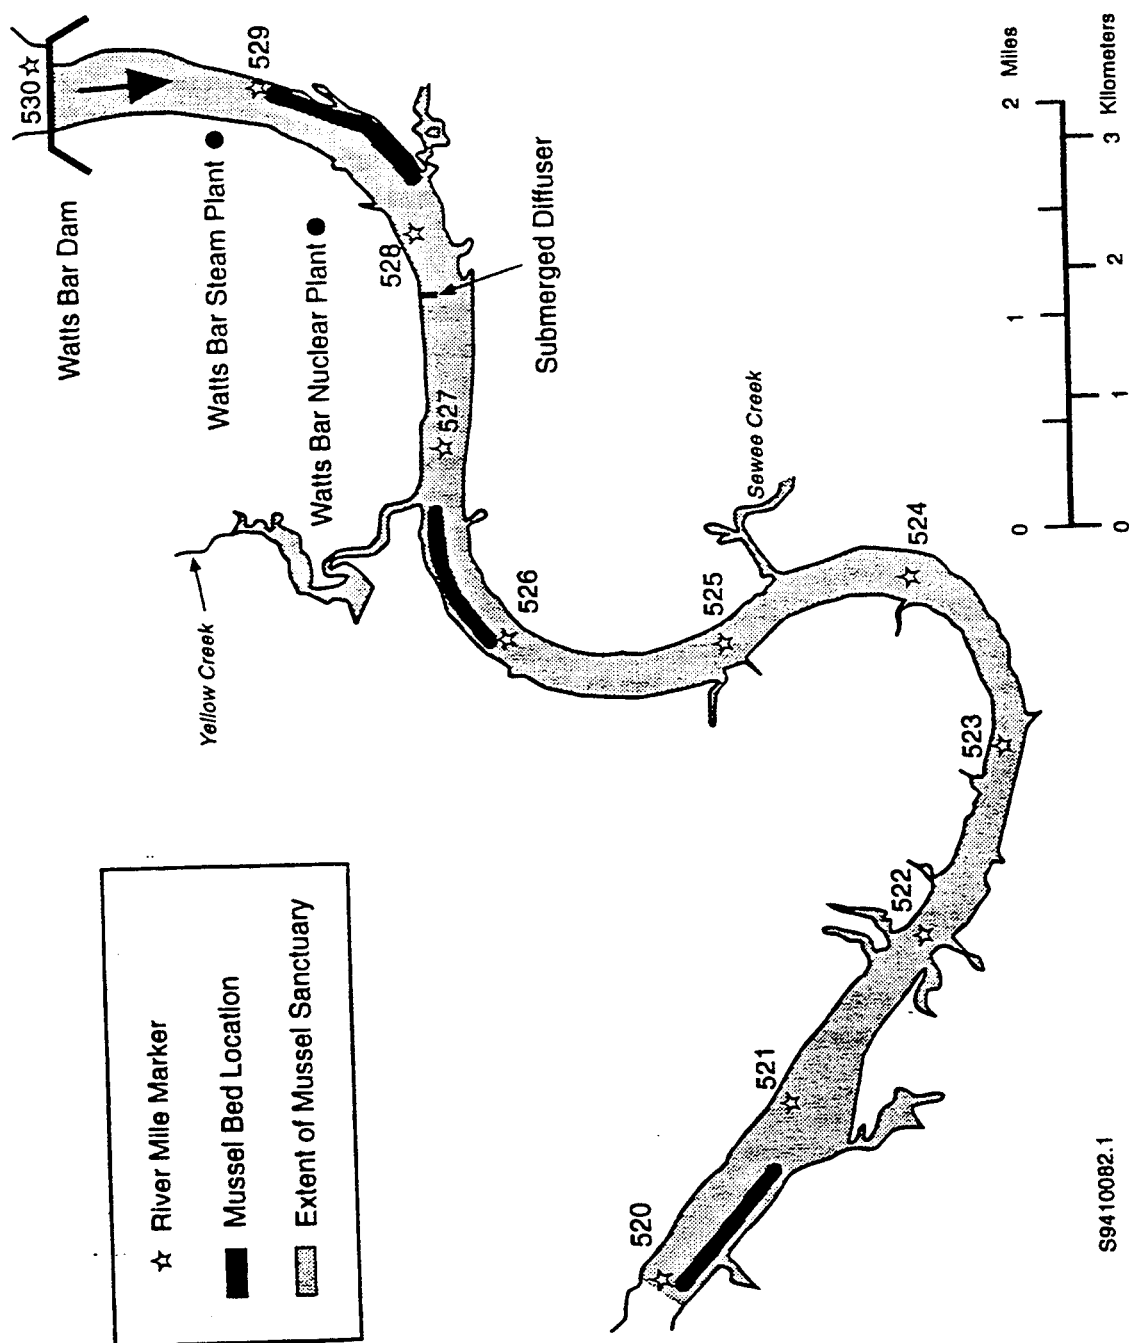 530
Watts Bar Dam
529
Watts Bar Steam Plant
Watts Bar Nuclear Plant
528
Submerged Diffuser
527
Yellow Creek
526
525
Sewee Creek
524
523
522
521
520
River Mile Marker
Mussel Bed Location
Extent of Mussel Sanctuary
0 1 2 Miles
0 1 2 3 Kilometers
S9410082.1